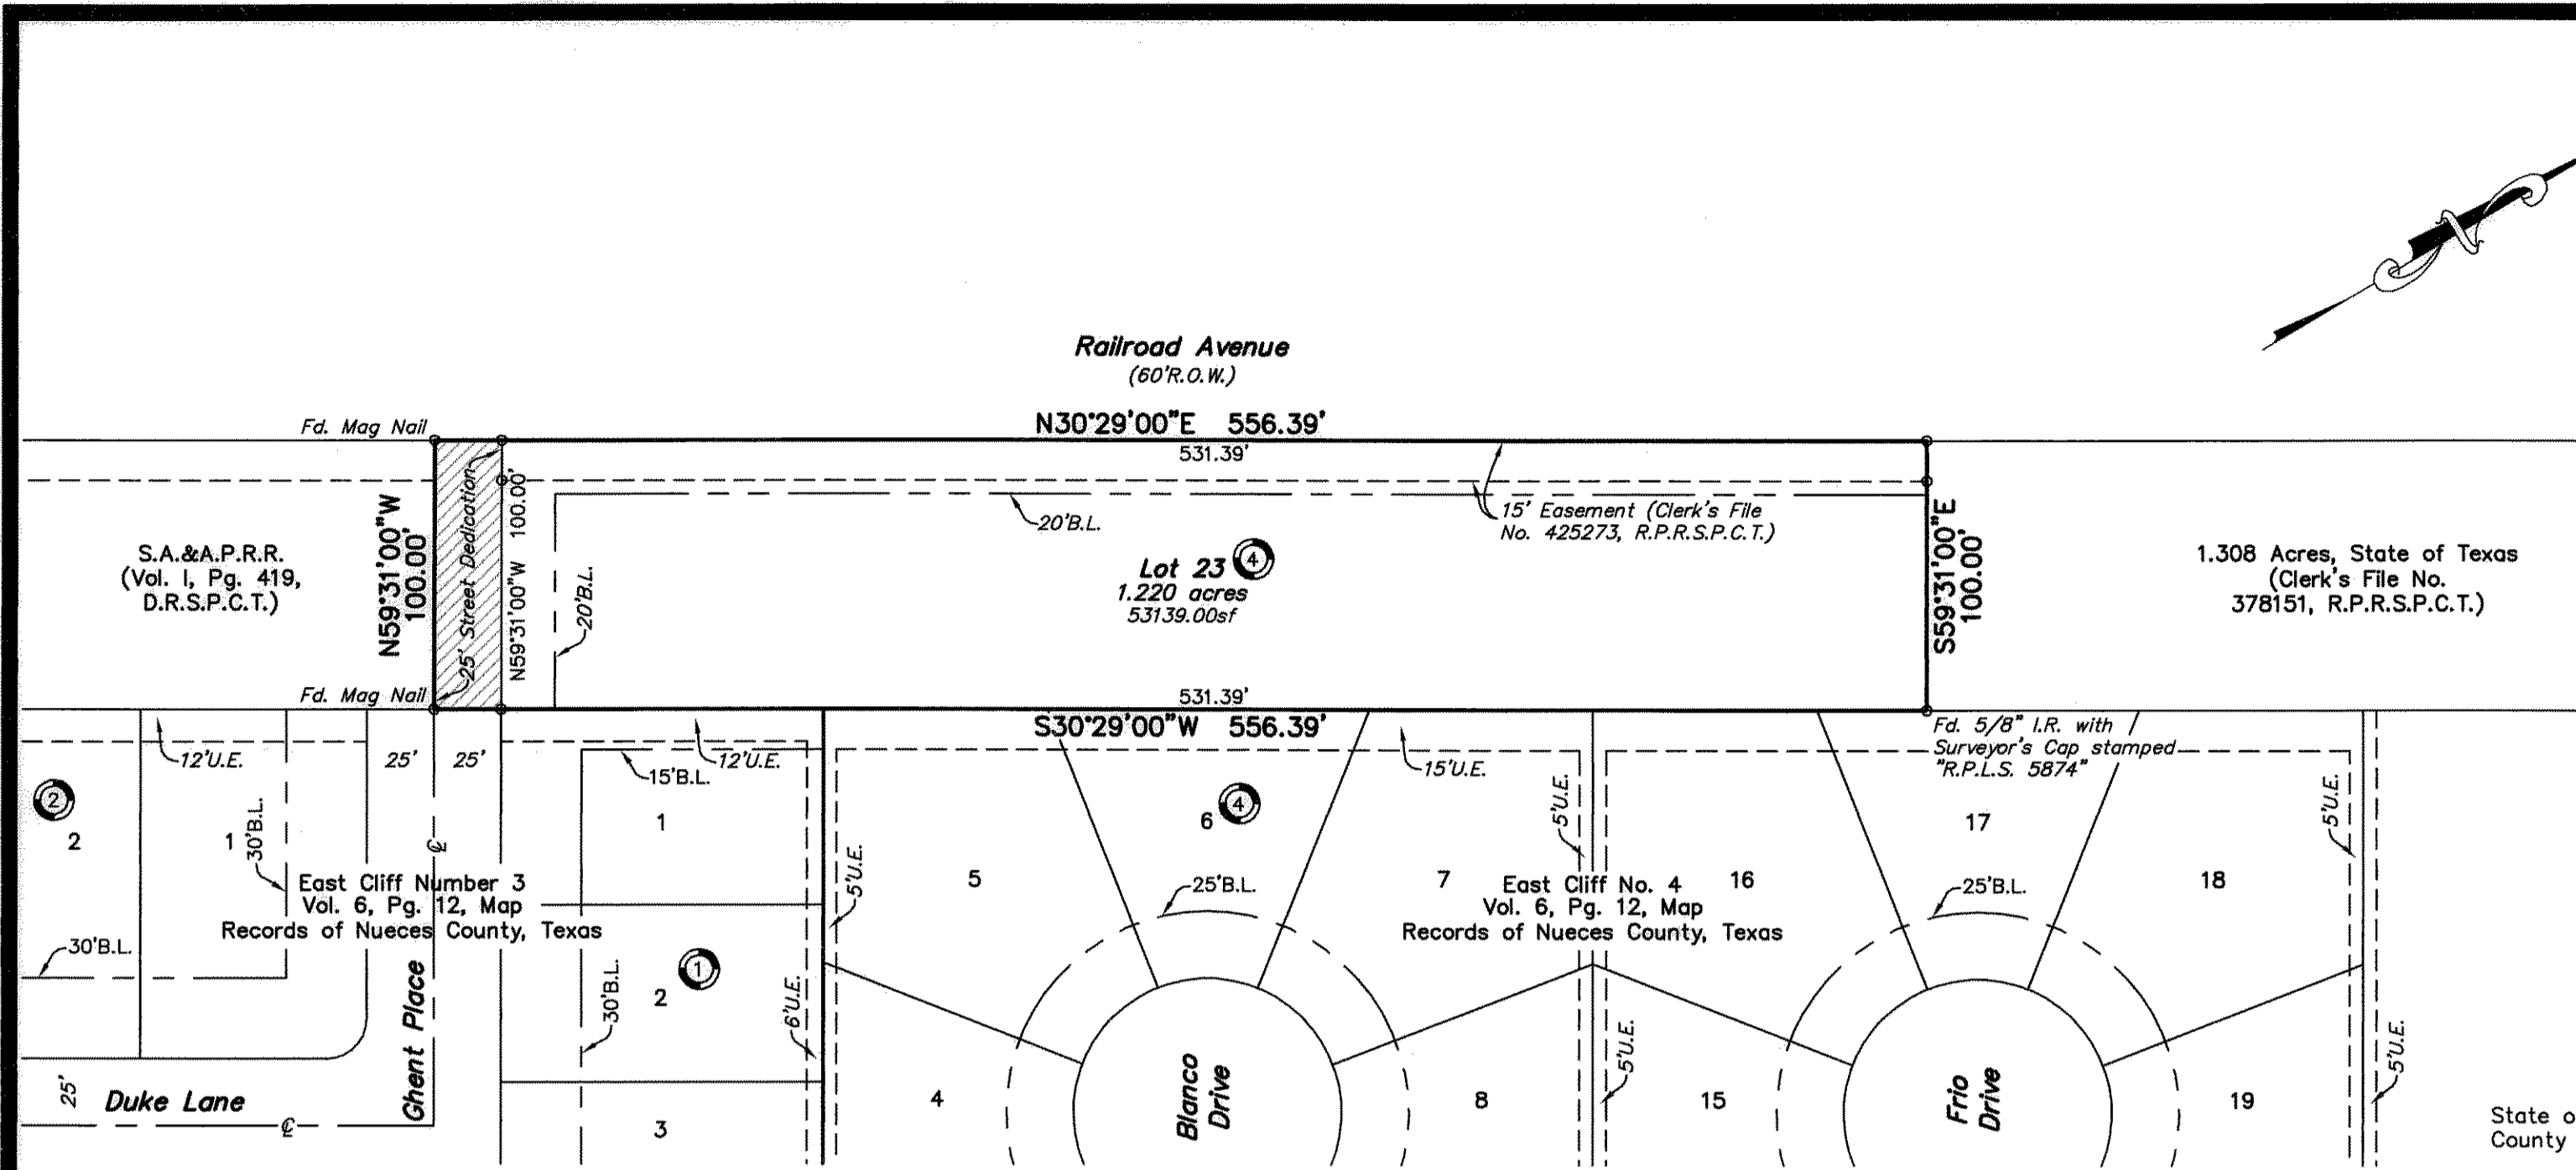 N
Railroad Avenue
(60'R.O.W.)
N30°29'00"E 556.39'
531.39'
Fd. Mag Nail
N59°31'00"W
100.00'
25' Street Dedication
N59°31'00"W 100.00'
20'B.L.
20'B.L.
15' Easement (Clerk's File
No. 425273, R.P.R.S.P.C.T.)
S59°31'00"E
100.00'
S.A.&A.P.R.R.
(Vol. I, Pg. 419,
D.R.S.P.C.T.)
Lot 23 4
1.220 acres
53139.00sf
1.308 Acres, State of Texas
(Clerk's File No.
378151, R.P.R.S.P.C.T.)
Fd. Mag Nail
531.39'
S30°29'00"W 556.39'
Fd. 5/8" I.R. with
Surveyor's Cap stamped
"R.P.L.S. 5874"
12'U.E.
25'
25'
15'B.L.
12'U.E.
15'U.E.
2
2
1
30'B.L.
℄
1
5'U.E.
5
6 4
7
5'U.E.
16
17
18
5'U.E.
25'B.L.
25'B.L.
East Cliff Number 3
Vol. 6, Pg. 12, Map
Records of Nueces County, Texas
East Cliff No. 4
Vol. 6, Pg. 12, Map
Records of Nueces County, Texas
30'B.L.
Ghent Place
30'B.L.
2
1
6'U.E.
25'
Duke Lane
℄
3
4
Blanco
Drive
8
5'U.E.
15
Frio
Drive
19
5'U.E.
State o
County